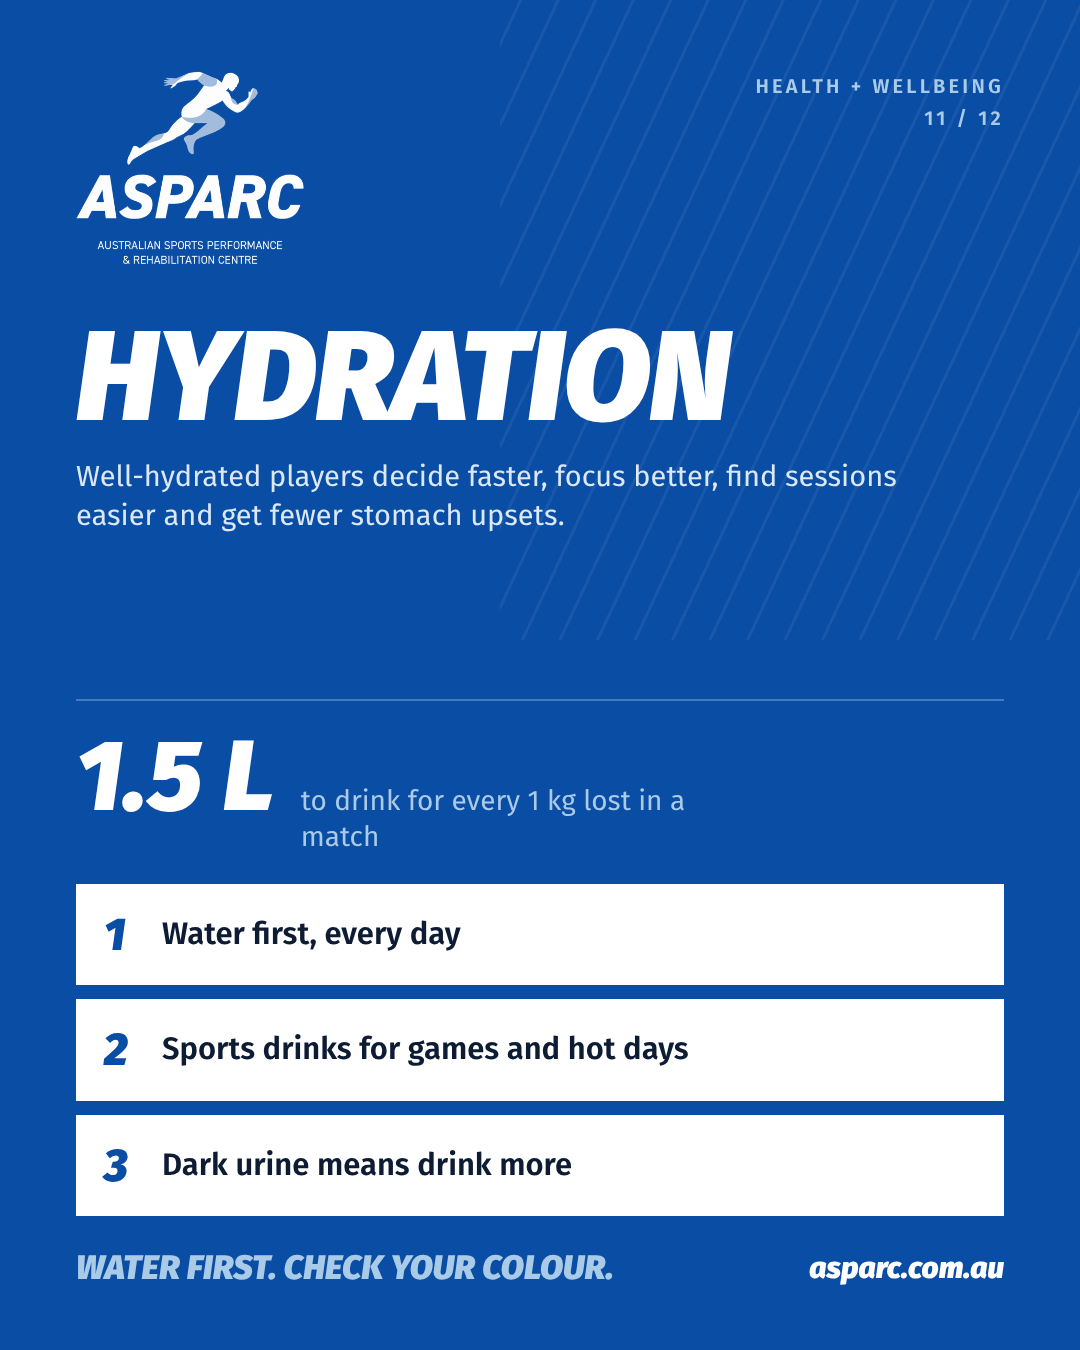 ASPARC
AUSTRALIAN SPORTS PERFORMANCE
& REHABILITATION CENTRE
HEALTH + WELLBEING
11 / 12
HYDRATION
Well-hydrated players decide faster, focus better, find sessions
easier and get fewer stomach upsets.
1.5 L
to drink for every 1 kg lost in a
match
1 Water first, every day
2 Sports drinks for games and hot days
3 Dark urine means drink more
WATER FIRST. CHECK YOUR COLOUR.
asparc.com.au